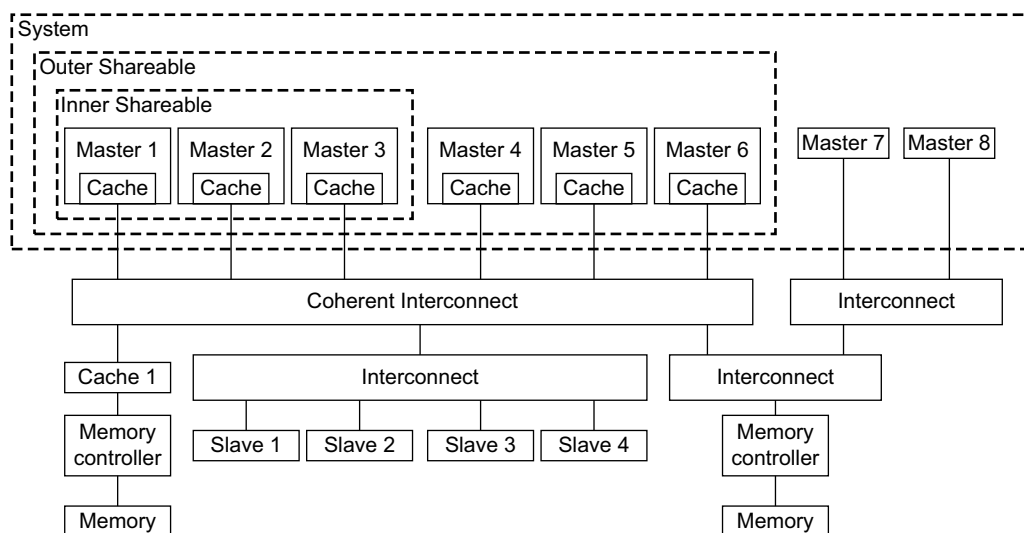 System
Outer Shareable
Inner Shareable
Master 1
Master 2
Master 3
Master 4
Master 5
Master 6
Master 7
Master 8
Cache
Cache
Cache
Cache
Cache
Cache
Coherent Interconnect
Interconnect
Cache 1
Interconnect
Interconnect
Memory
controller
Slave 1
Slave 2
Slave 3
Slave 4
Memory
controller
Memory
Memory